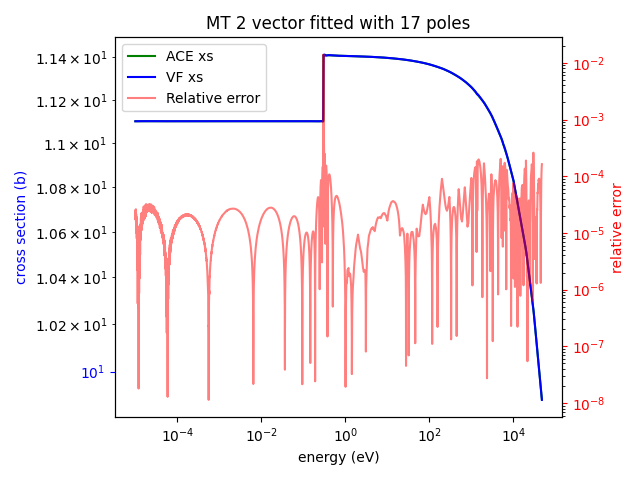 MT 2 vector fitted with 17 poles
ACE xs
VF xs
Relative error
cross section (b)
1.14 × 10¹
1.12 × 10¹
1.1 × 10¹
1.08 × 10¹
1.06 × 10¹
1.04 × 10¹
1.02 × 10¹
10¹
relative error
10⁻²
10⁻³
10⁻⁴
10⁻⁵
10⁻⁶
10⁻⁷
10⁻⁸
10⁻⁴ 10⁻² 10⁰ 10² 10⁴
energy (eV)